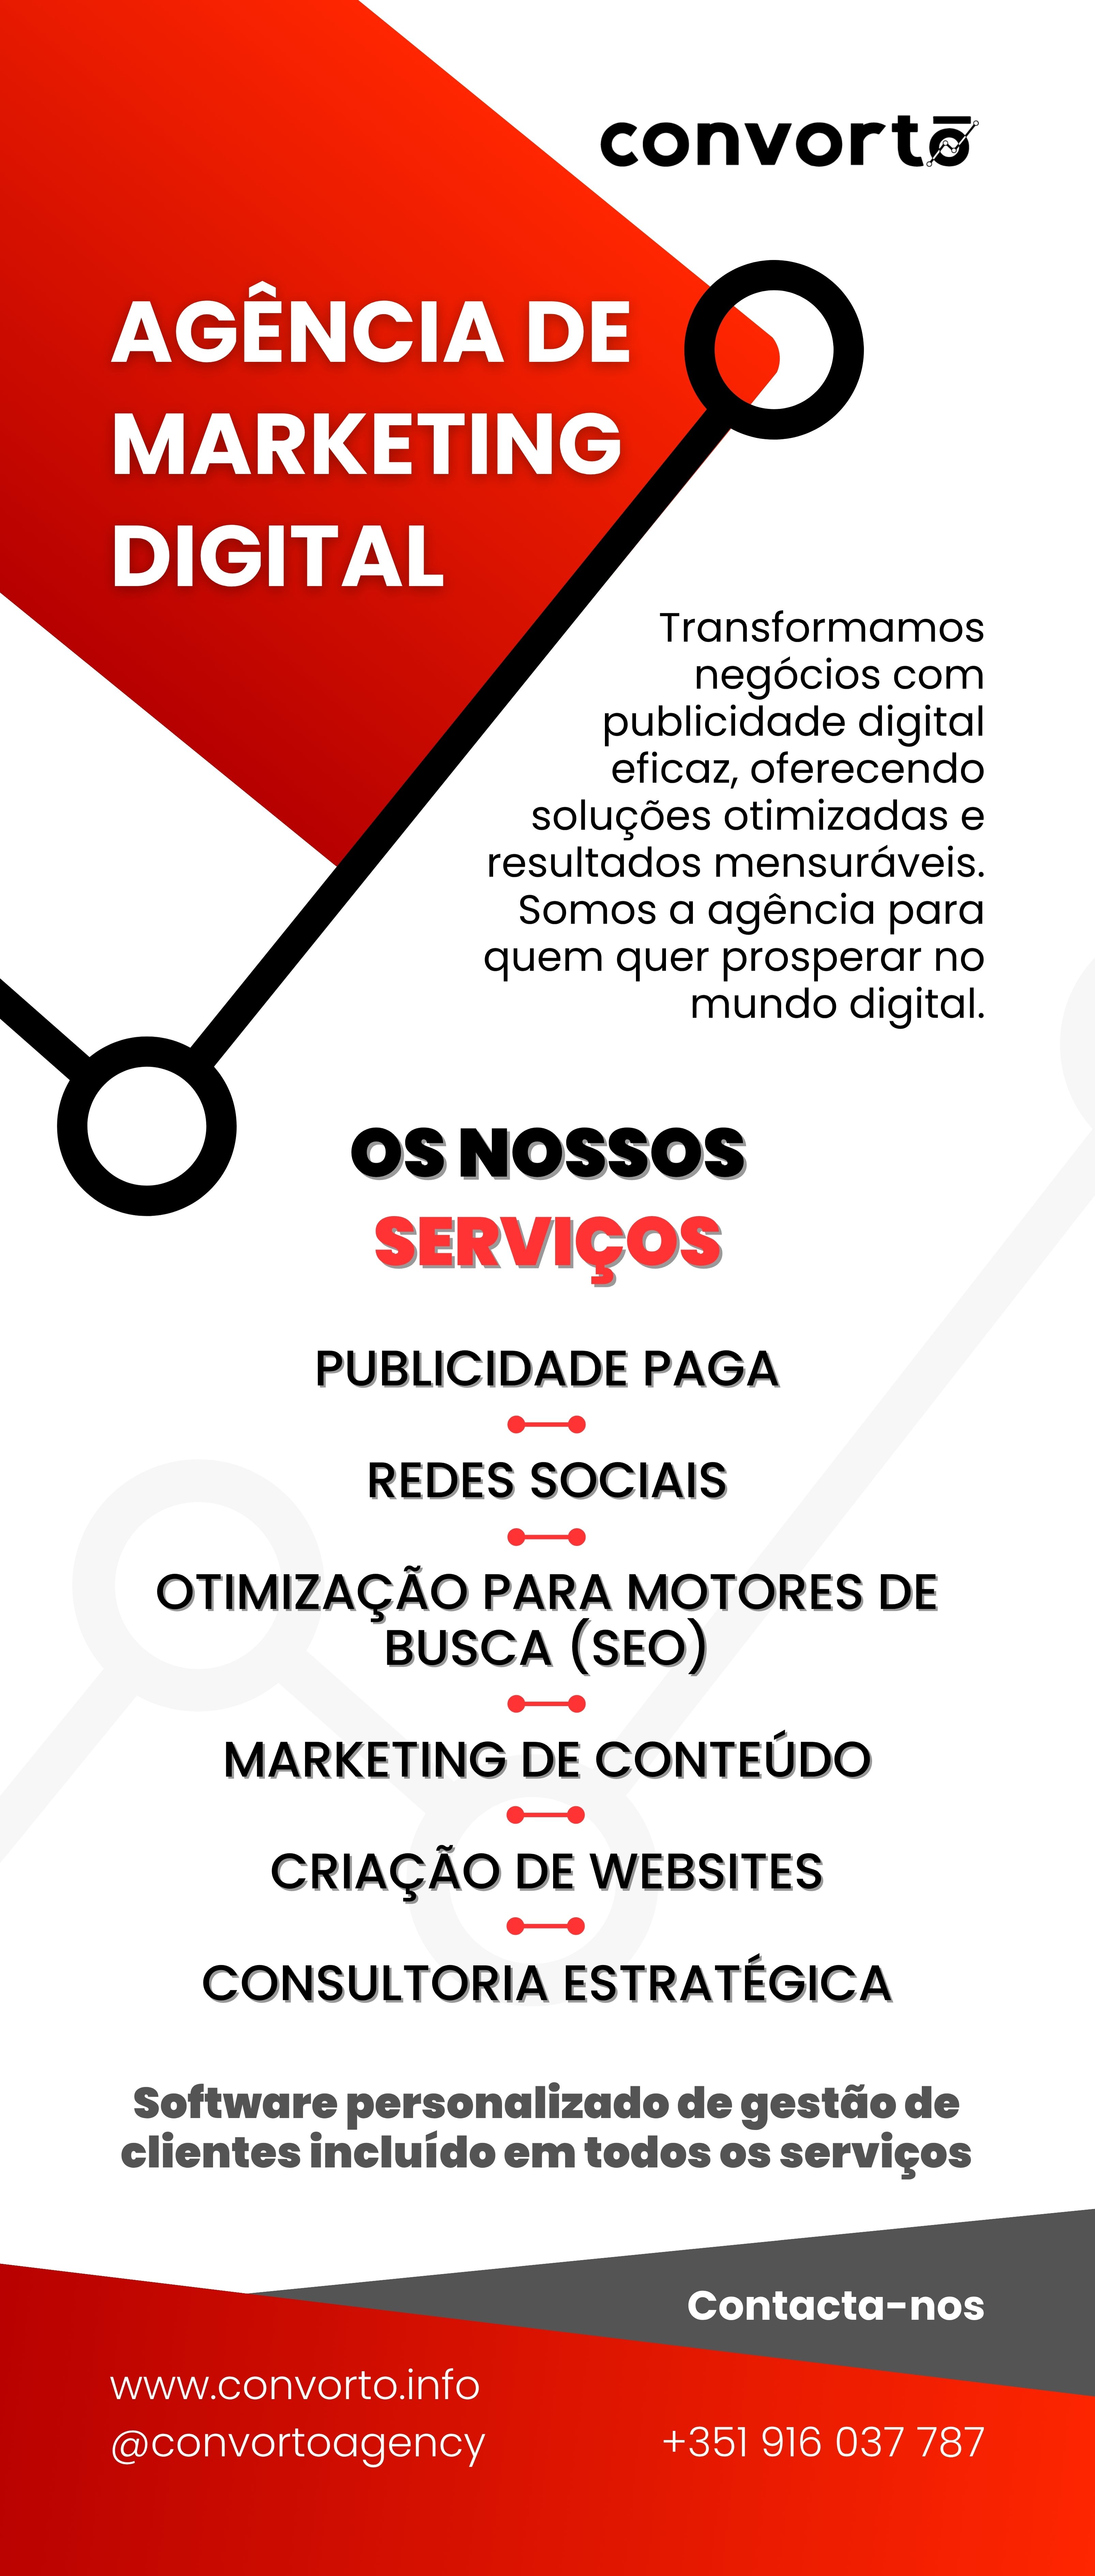 convortō
AGÊNCIA DE
MARKETING
DIGITAL
Transformamos
negócios com
publicidade digital
eficaz, oferecendo
soluções otimizadas e
resultados mensuráveis.
Somos a agência para
quem quer prosperar no
mundo digital.
OS NOSSOS
SERVIÇOS
PUBLICIDADE PAGA
REDES SOCIAIS
OTIMIZAÇÃO PARA MOTORES DE
BUSCA (SEO)
MARKETING DE CONTEÚDO
CRIAÇÃO DE WEBSITES
CONSULTORIA ESTRATÉGICA
Software personalizado de gestão de
clientes incluído em todos os serviços
Contacta-nos
www.convorto.info
@convortoagency
+351 916 037 787